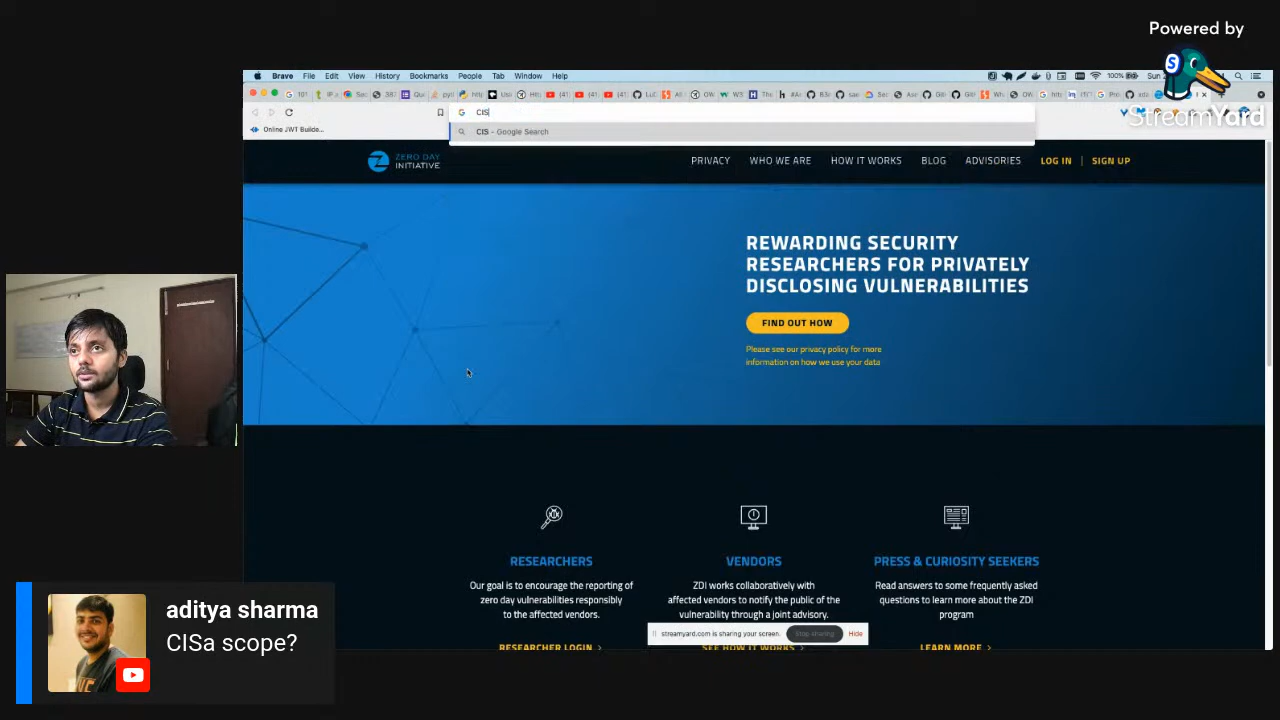 Powered by
StreamYard
Brave File Edit View History Bookmarks People Tab Window Help
100%
CIS
CIS - Google Search
Online JWT Builde...
ZERO DAY
INITIATIVE
PRIVACY WHO WE ARE HOW IT WORKS BLOG ADVISORIES LOG IN | SIGN UP
REWARDING SECURITY
RESEARCHERS FOR PRIVATELY
DISCLOSING VULNERABILITIES
FIND OUT HOW
Please see our privacy policy for more
information on how we use your data
RESEARCHERS
Our goal is to encourage the reporting of
zero day vulnerabilities responsibly
to the affected vendors.
RESEARCHER LOGIN >
VENDORS
ZDI works collaboratively with
affected vendors to notify the public of the
vulnerability through a joint advisory.
SEE HOW IT WORKS >
PRESS & CURIOSITY SEEKERS
Read answers to some frequently asked
questions to learn more about the ZDI
program
LEARN MORE >
streamyard.com is sharing your screen.
Stop sharing
Hide
aditya sharma
CISa scope?